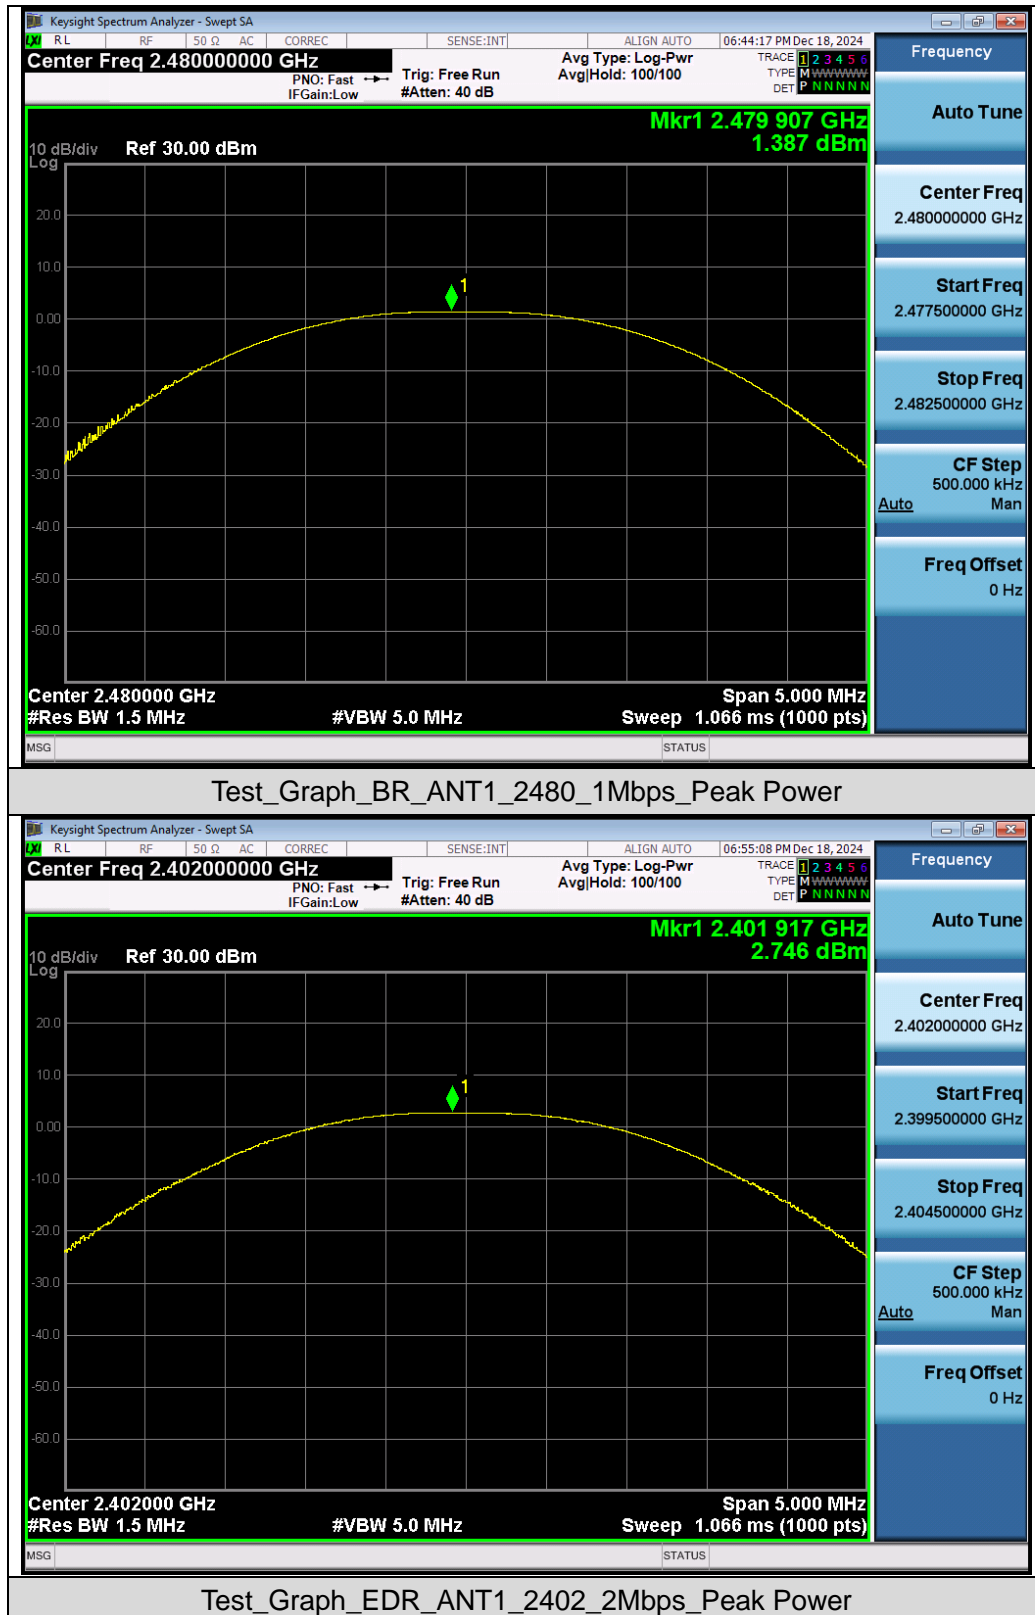 Keysight Spectrum Analyzer - Swept SA
LXI RL RF 50 Ω AC CORREC SENSE:INT ALIGN AUTO 06:44:17 PM Dec 18, 2024
Center Freq 2.480000000 GHz
PNO: Fast
IFGain:Low
Trig: Free Run
#Atten: 40 dB
Avg Type: Log-Pwr
Avg|Hold: 100/100
TRACE 1 2 3 4 5 6
TYPE M WWWWW
DET P N N N N N
Mkr1 2.479 907 GHz
1.387 dBm
10 dB/div Ref 30.00 dBm
Log
20.0
10.0
1
0.00
-10.0
-20.0
-30.0
-40.0
-50.0
-60.0
Center 2.480000 GHz Span 5.000 MHz
#Res BW 1.5 MHz #VBW 5.0 MHz Sweep 1.066 ms (1000 pts)
MSG STATUS
Frequency
Auto Tune
Center Freq
2.480000000 GHz
Start Freq
2.477500000 GHz
Stop Freq
2.482500000 GHz
CF Step
500.000 kHz
Auto Man
Freq Offset
0 Hz
Test_Graph_BR_ANT1_2480_1Mbps_Peak Power
Keysight Spectrum Analyzer - Swept SA
LXI RL RF 50 Ω AC CORREC SENSE:INT ALIGN AUTO 06:55:08 PM Dec 18, 2024
Center Freq 2.402000000 GHz
PNO: Fast
IFGain:Low
Trig: Free Run
#Atten: 40 dB
Avg Type: Log-Pwr
Avg|Hold: 100/100
TRACE 1 2 3 4 5 6
TYPE M WWWWW
DET P N N N N N
Mkr1 2.401 917 GHz
2.746 dBm
10 dB/div Ref 30.00 dBm
Log
20.0
10.0
1
0.00
-10.0
-20.0
-30.0
-40.0
-50.0
-60.0
Center 2.402000 GHz Span 5.000 MHz
#Res BW 1.5 MHz #VBW 5.0 MHz Sweep 1.066 ms (1000 pts)
MSG STATUS
Frequency
Auto Tune
Center Freq
2.402000000 GHz
Start Freq
2.399500000 GHz
Stop Freq
2.404500000 GHz
CF Step
500.000 kHz
Auto Man
Freq Offset
0 Hz
Test_Graph_EDR_ANT1_2402_2Mbps_Peak Power